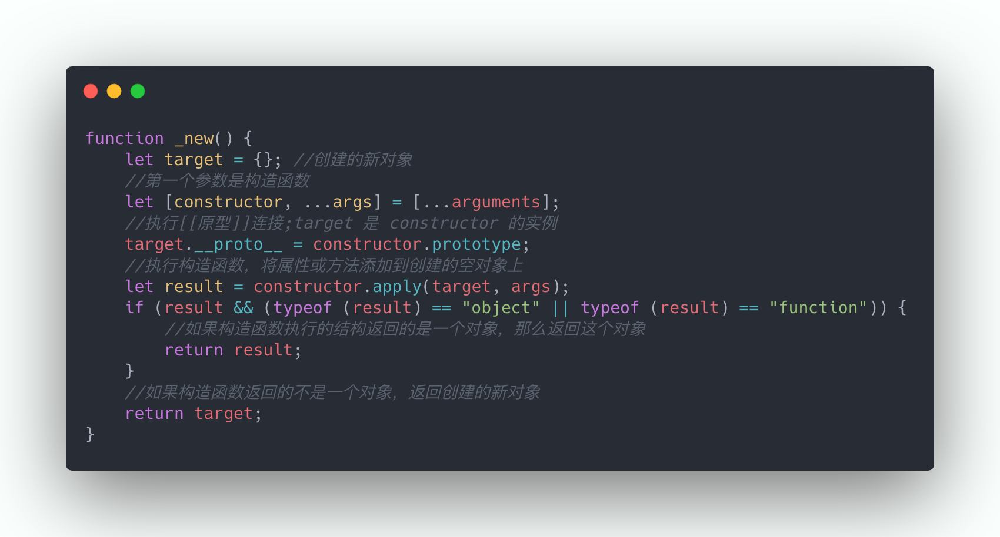 function _new() {
    let target = {}; //创建的新对象
    //第一个参数是构造函数
    let [constructor, ...args] = [...arguments];
    //执行[[原型]]连接;target 是 constructor 的实例
    target.__proto__ = constructor.prototype;
    //执行构造函数，将属性或方法添加到创建的空对象上
    let result = constructor.apply(target, args);
    if (result && (typeof (result) == "object" || typeof (result) == "function")) {
        //如果构造函数执行的结构返回的是一个对象，那么返回这个对象
        return result;
    }
    //如果构造函数返回的不是一个对象，返回创建的新对象
    return target;
}